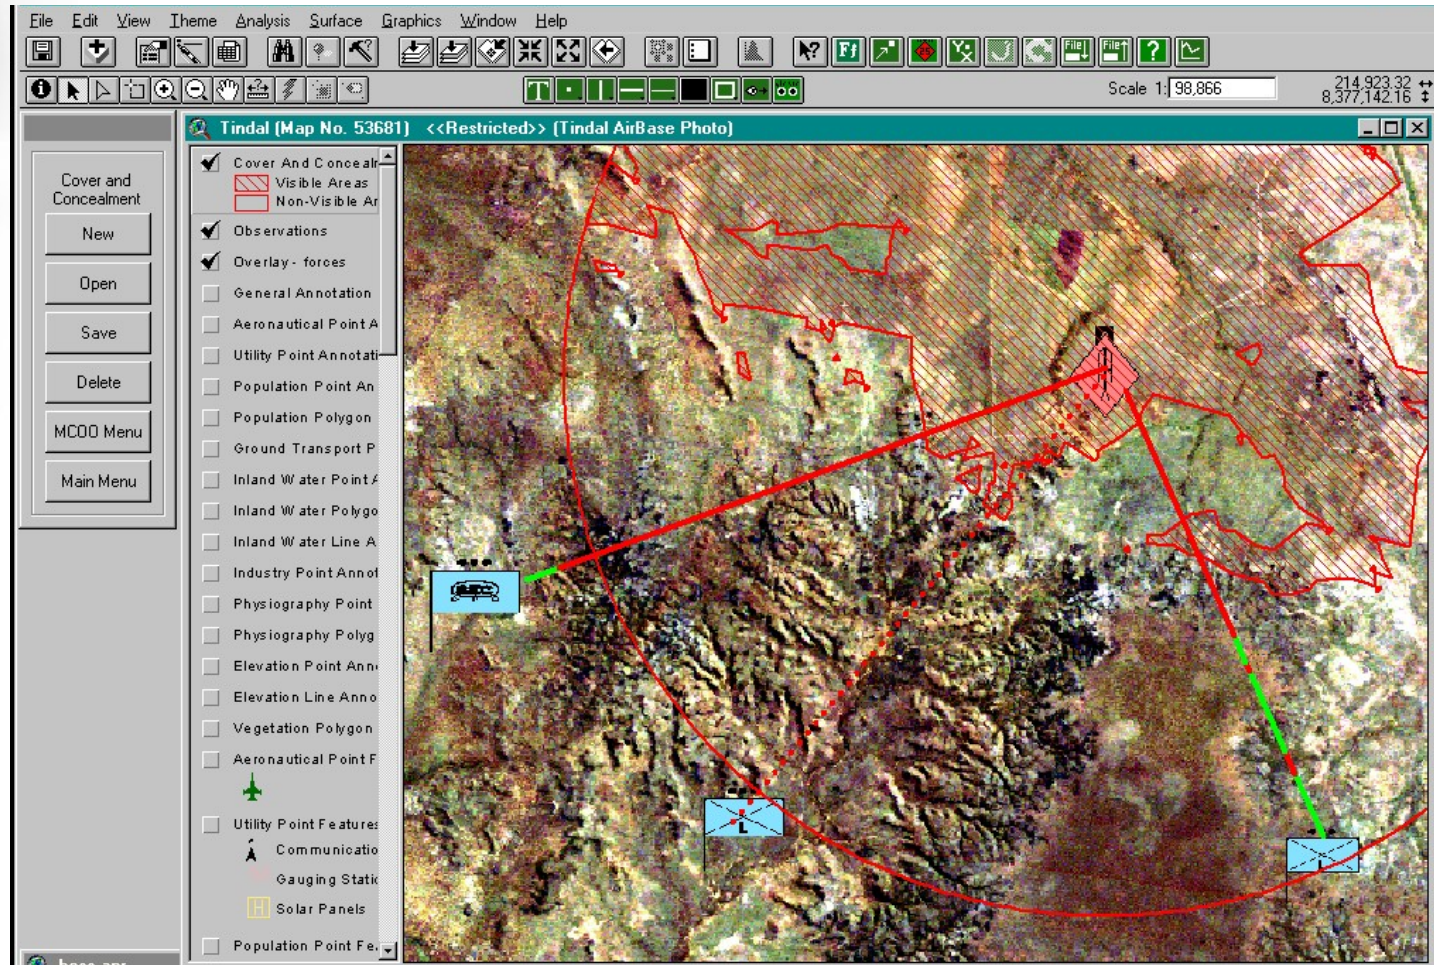 File Edit View Theme Analysis Surface Graphics Window Help
Scale 1: 98,866
214,923.32
8,377,142.16
Tindal (Map No. 53681) <<Restricted>> (Tindal AirBase Photo)
Cover and
Concealment
New
Open
Save
Delete
MCOO Menu
Main Menu
Cover And Concealm
Visible Areas
Non-Visible Ar
Observations
Overlay - forces
General Annotation
Aeronautical Point A
Utility Point Annotati
Population Point An
Population Polygon
Ground Transport P
Inland Water Point A
Inland Water Polygo
Inland Water Line A
Industry Point Annot
Physiography Point
Physiography Polyg
Elevation Point Ann
Elevation Line Anno
Vegetation Polygon
Aeronautical Point F
Utility Point Features
Communicatio
Gauging Static
H Solar Panels
Population Point Fe
L
L